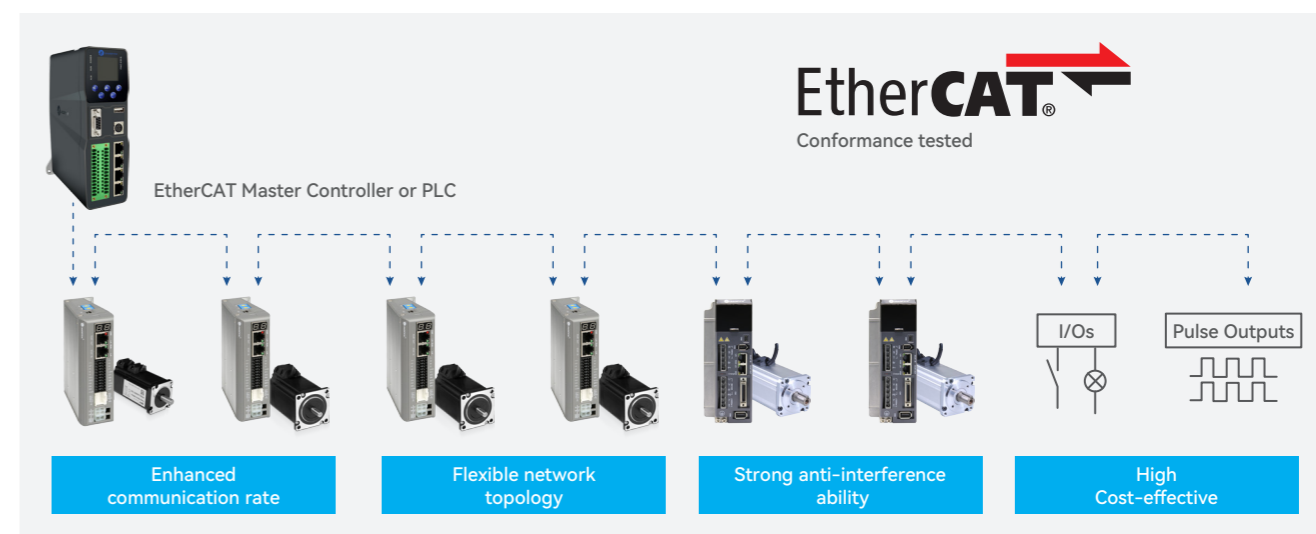 EtherCAT®
Conformance tested
EtherCAT Master Controller or PLC
I/Os
Pulse Outputs
Enhanced
communication rate
Flexible network
topology
Strong anti-interference
ability
High
Cost-effective